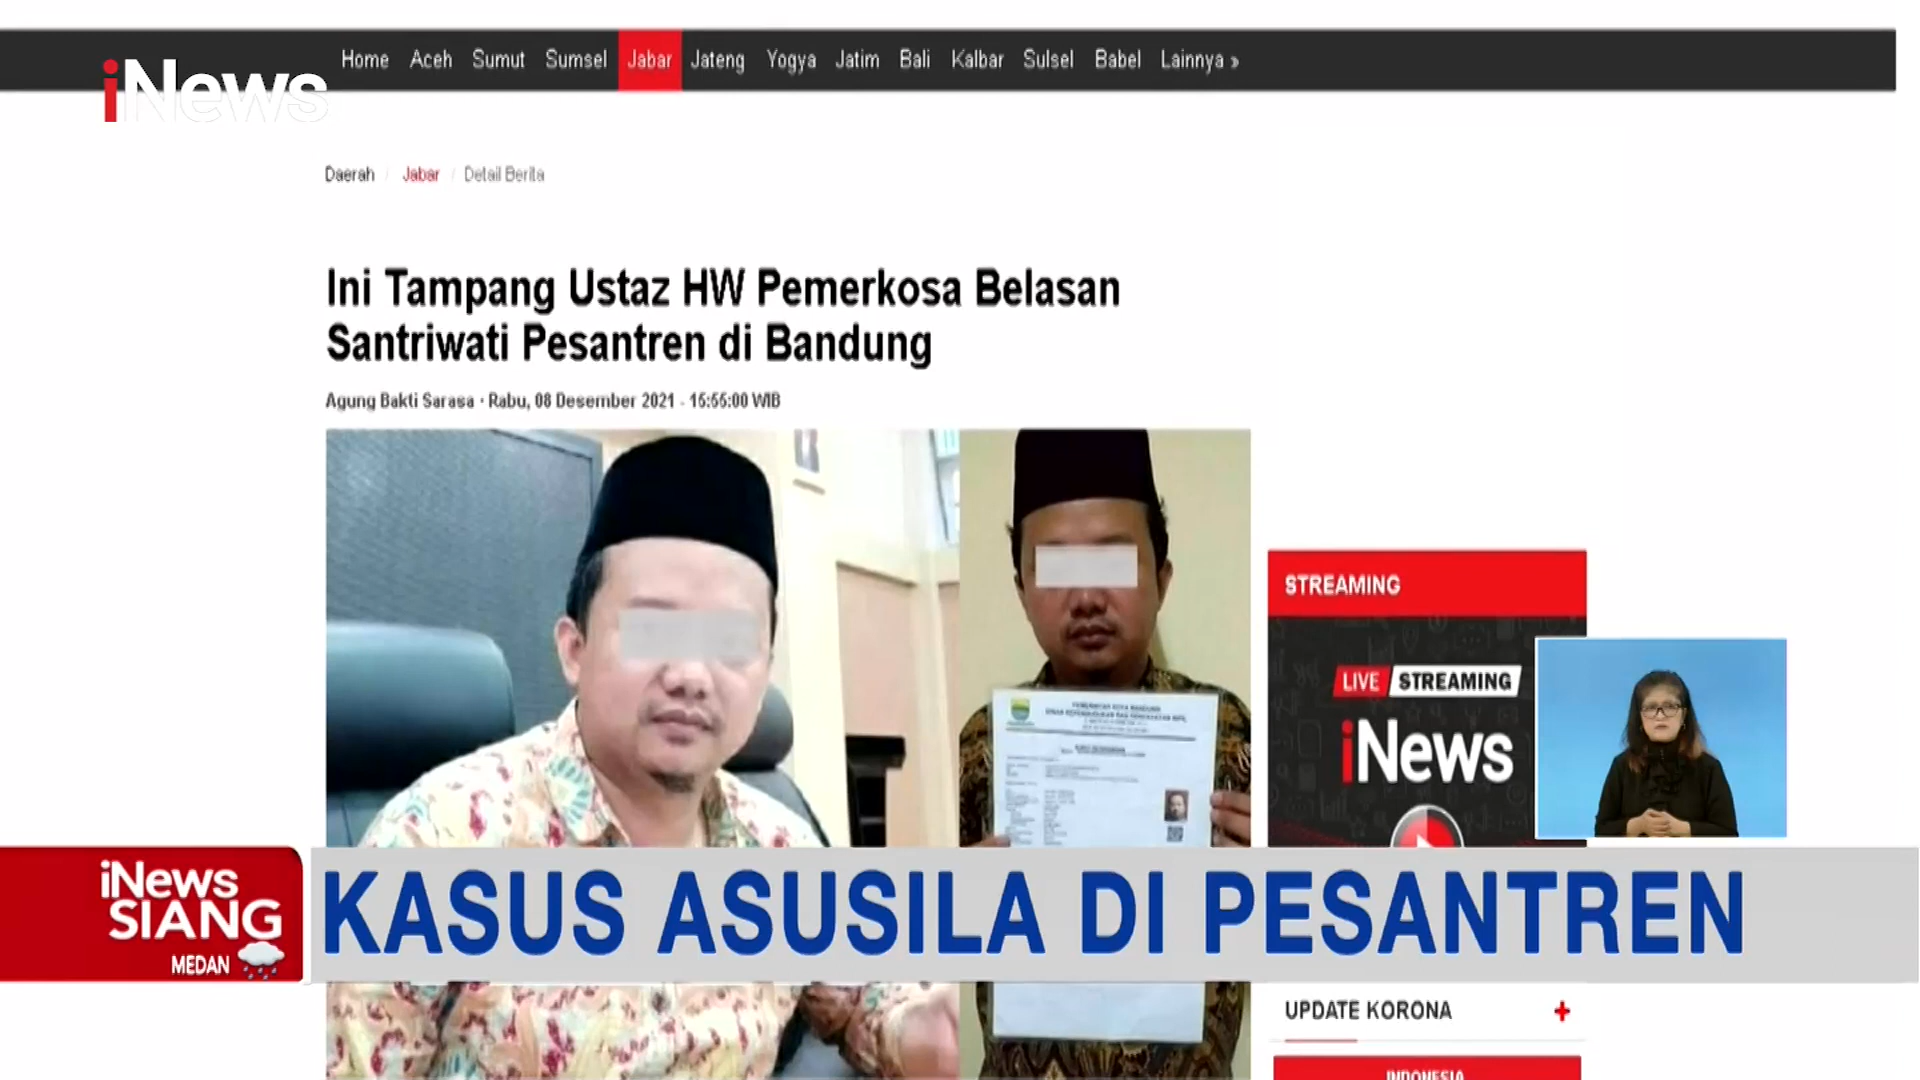 Home Aceh Sumut Sumsel Jabar Jateng Yogya Jatim Bali Kalbar Sulsel Babel Lainnya »
iNews
Daerah / Jabar / Detail Berita
Ini Tampang Ustaz HW Pemerkosa Belasan
Santriwati Pesantren di Bandung
Agung Bakti Sarasa · Rabu, 08 Desember 2021 - 15:55:00 WIB
STREAMING
LIVE STREAMING
iNews
iNews
SIANG
MEDAN
KASUS ASUSILA DI PESANTREN
UPDATE KORONA +
INDONESIA